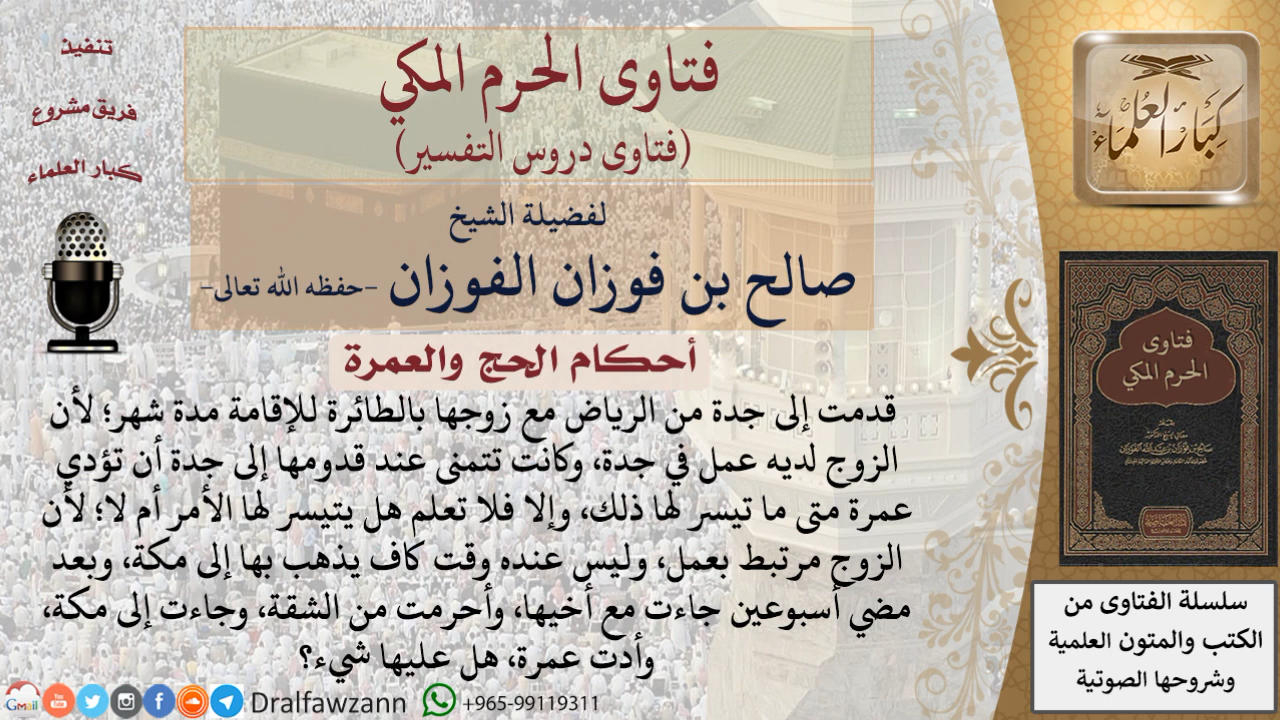 تنفيذ
فريق مشروع
كبار العلماء
فتاوى الحرم المكي
(فتاوى دروس التفسير)
لفضيلة الشيخ
صالح بن فوزان الفوزان -حفظه الله تعالى-
أحكام الحج والعمرة
قدمت إلى جدة من الرياض مع زوجها بالطائرة للإقامة مدة شهر؛ لأن
الزوج لديه عمل في جدة، وكانت تتمنى عند قدومها إلى جدة أن تؤدي
عمرة متى ما تيسر لها ذلك، وإلا فلا تعلم هل يتيسر لها الأمر أم لا؛ لأن
الزوج مرتبط بعمل، وليس عنده وقت كاف يذهب بها إلى مكة، وبعد
مضي أسبوعين جاءت مع أخيها، وأحرمت من الشقة، وجاءت إلى مكة،
وأدت عمرة، هل عليها شيء؟
كبار العلماء
فتاوى
الحرم المكي
سلسلة الفتاوى من
الكتب والمتون العلمية
وشروحها الصوتية
Gmail
You Tube
Dralfawzann
+965-99119311